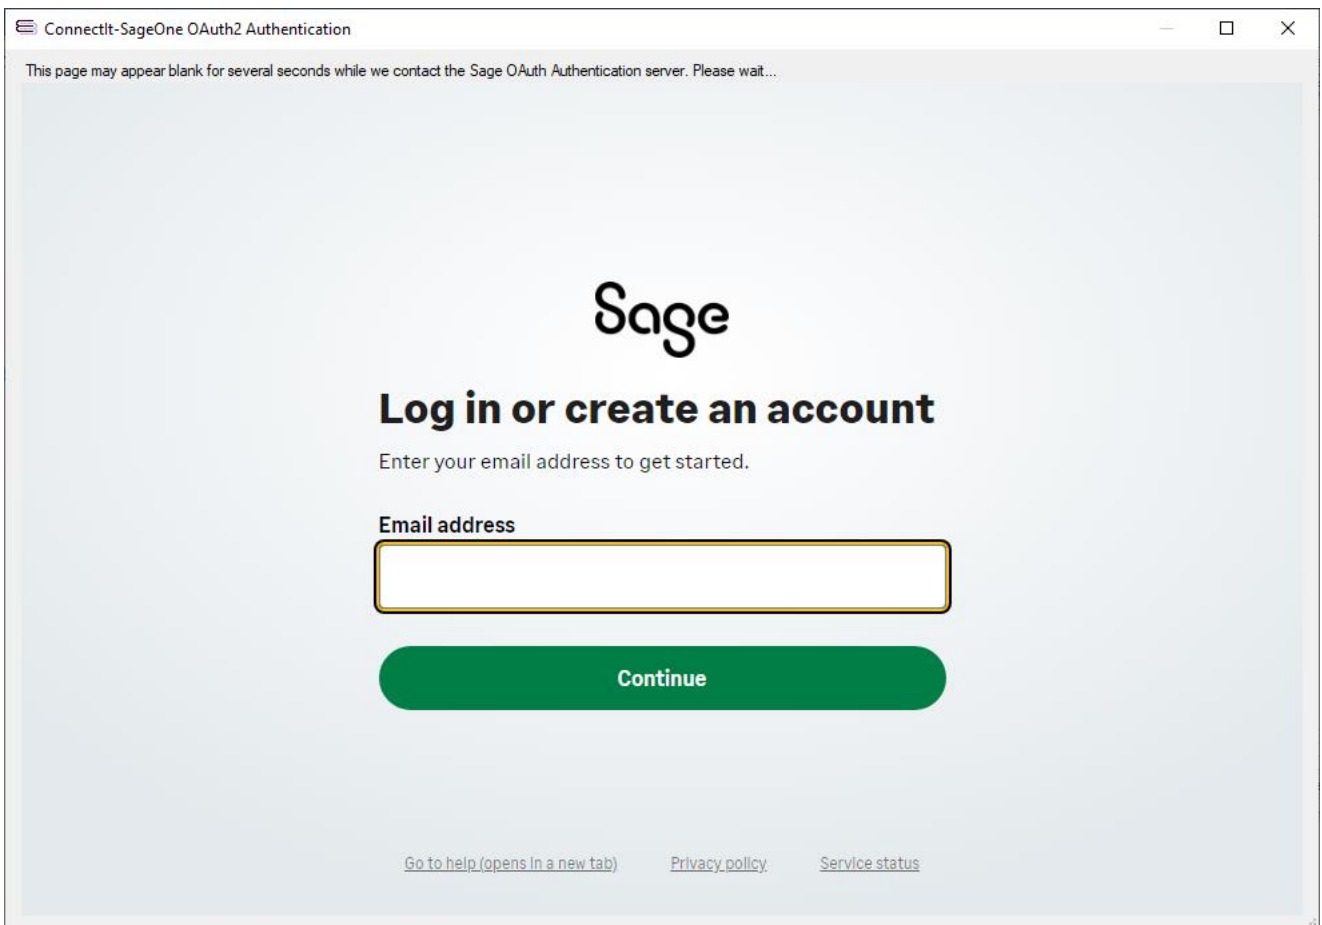 ConnectIt-SageOne OAuth2 Authentication
This page may appear blank for several seconds while we contact the Sage OAuth Authentication server. Please wait...
Sage
Log in or create an account
Enter your email address to get started.
Email address
Continue
Go to help (opens in a new tab) Privacy policy Service status